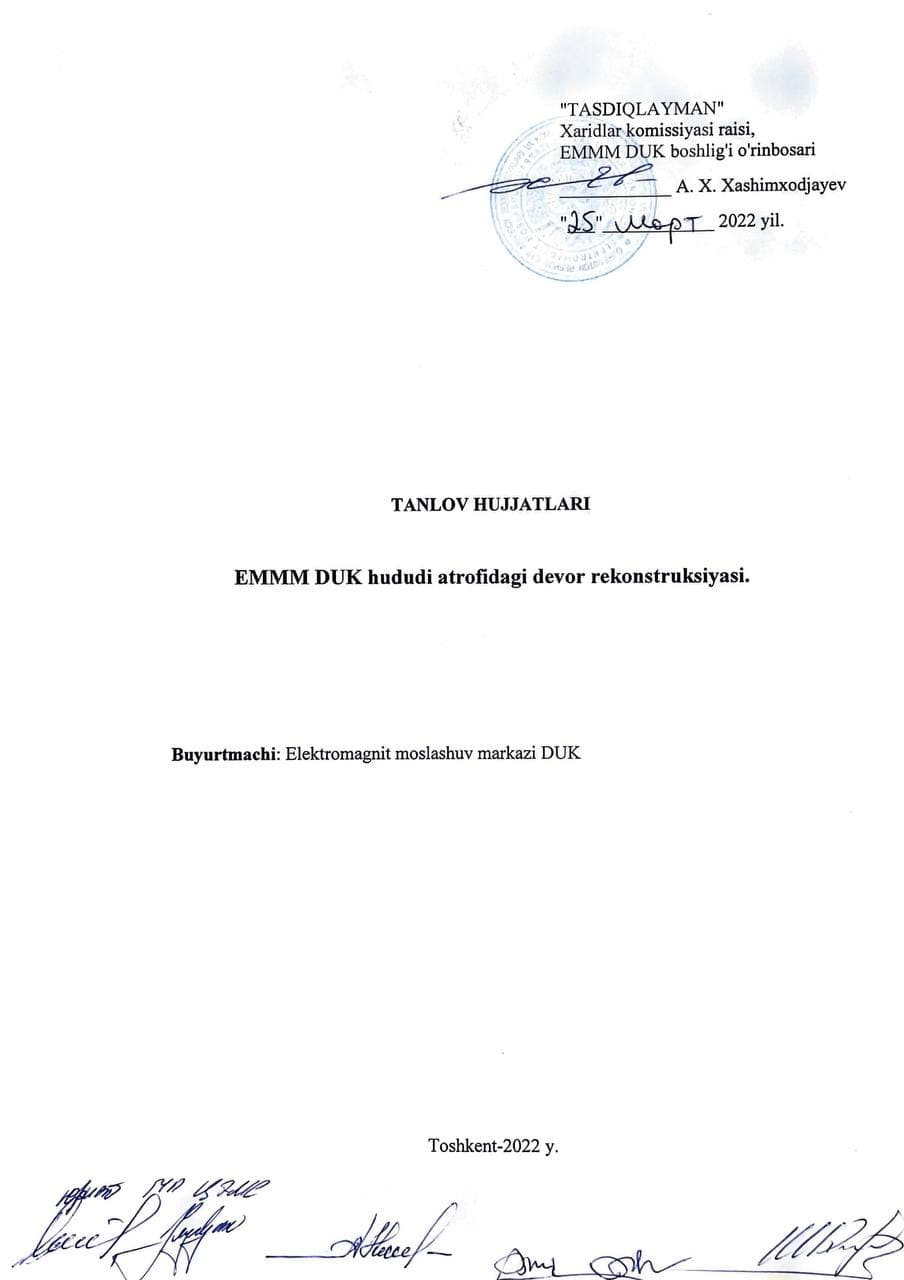 "TASDIQLAYMAN"
Xaridlar komissiyasi raisi,
EMMM DUK boshlig'i o'rinbosari
A. X. Xashimxodjayev
"25" Март 2022 yil.
TANLOV HUJJATLARI
EMMM DUK hududi atrofidagi devor rekonstruksiyasi.
Buyurtmachi: Elektromagnit moslashuv markazi DUK
Toshkent-2022 y.